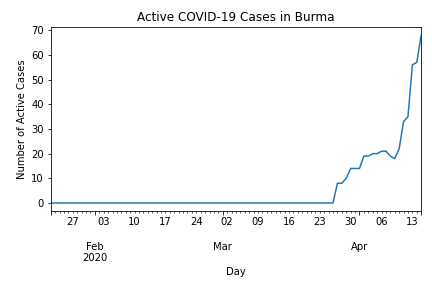 Active COVID-19 Cases in Burma
Number of Active Cases
70
60
50
40
30
20
10
0
27 03 10 17 24 02 09 16 23 30 06 13
Feb Mar Apr
2020
Day